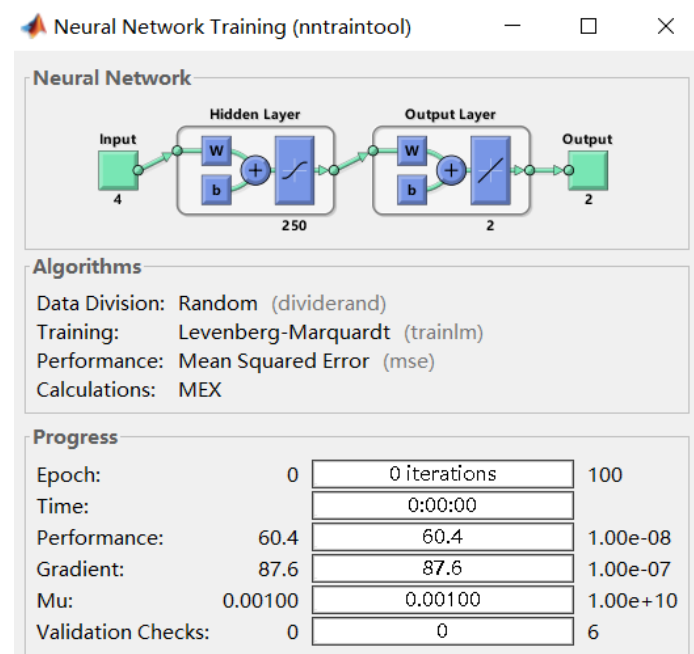 Neural Network Training (nntraintool)
Neural Network
Hidden Layer
Output Layer
Input
Output
W
W
b
b
4
250
2
2
Algorithms
Data Division: Random (dividerand)
Training: Levenberg-Marquardt (trainlm)
Performance: Mean Squared Error (mse)
Calculations: MEX
Progress
Epoch: 0 0 iterations 100
Time: 0:00:00
Performance: 60.4 60.4 1.00e-08
Gradient: 87.6 87.6 1.00e-07
Mu: 0.00100 0.00100 1.00e+10
Validation Checks: 0 0 6